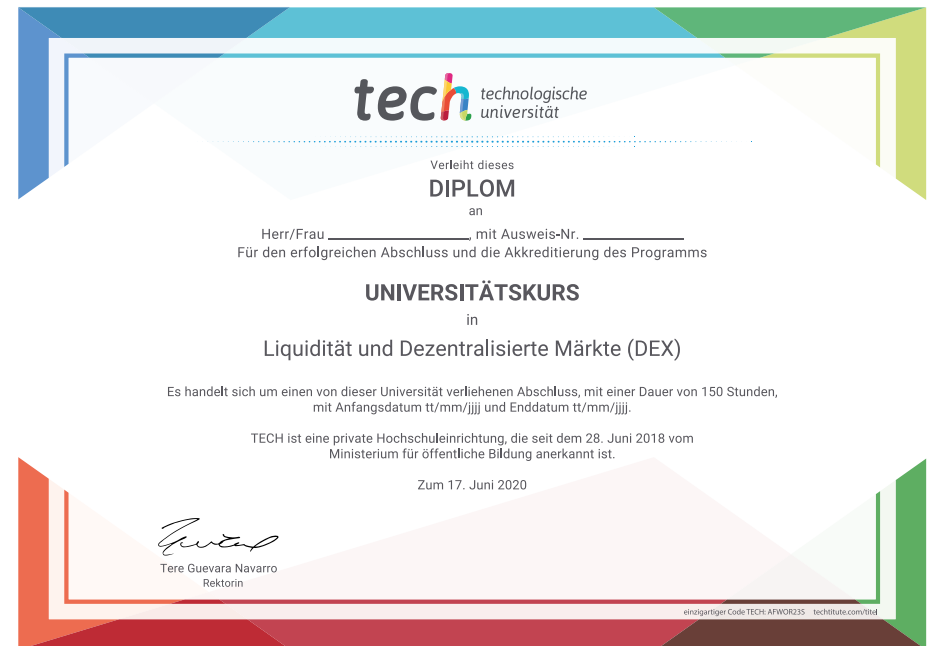 tech technologische
universität
Verleiht dieses
DIPLOM
an
Herr/Frau ____________________, mit Ausweis-Nr. ______________
Für den erfolgreichen Abschluss und die Akkreditierung des Programms
UNIVERSITÄTSKURS
in
Liquidität und Dezentralisierte Märkte (DEX)
Es handelt sich um einen von dieser Universität verliehenen Abschluss, mit einer Dauer von 150 Stunden,
mit Anfangsdatum tt/mm/jjjj und Enddatum tt/mm/jjjj.
TECH ist eine private Hochschuleinrichtung, die seit dem 28. Juni 2018 vom
Ministerium für öffentliche Bildung anerkannt ist.
Zum 17. Juni 2020
Tere Guevara Navarro
Rektorin
einzigartiger Code TECH: AFWOR23S techtitute.com/titel